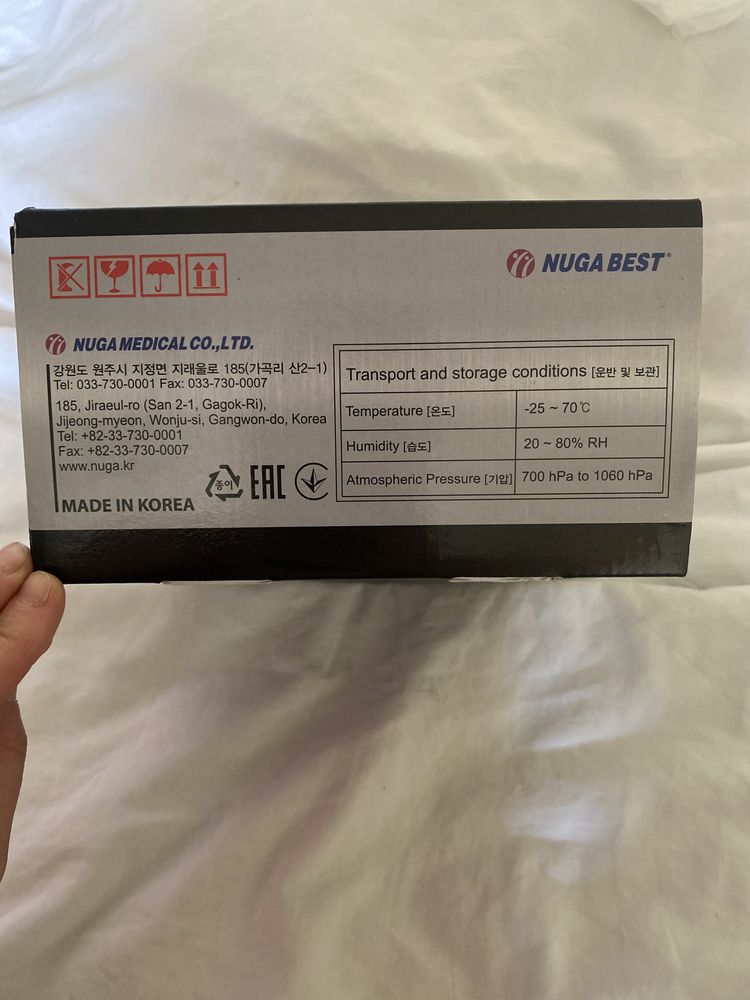 NUGA BEST®
NUGA MEDICAL CO.,LTD.
강원도 원주시 지정면 지래울로 185(가곡리 산2-1)
Tel: 033-730-0001 Fax: 033-730-0007
185, Jiraeul-ro (San 2-1, Gagok-Ri),
Jijeong-myeon, Wonju-si, Gangwon-do, Korea
Tel: +82-33-730-0001
Fax: +82-33-730-0007
www.nuga.kr
MADE IN KOREA
종이
EAC
Transport and storage conditions [운반 및 보관]
Temperature [온도] -25 ~ 70℃
Humidity [습도] 20 ~ 80% RH
Atmospheric Pressure [기압] 700 hPa to 1060 hPa